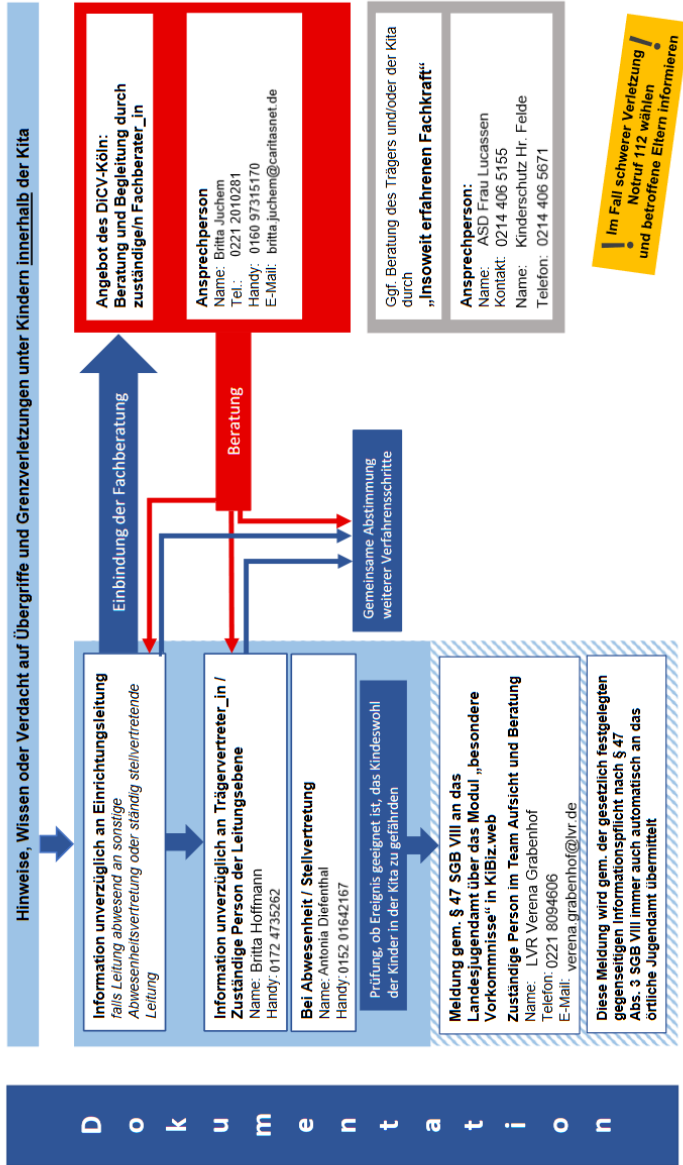 Hinweise, Wissen oder Verdacht auf Übergriffe und Grenzverletzungen unter Kindern innerhalb der Kita
Dokumentation
Information unverzüglich an Einrichtungsleitung
falls Leitung abwesend an sonstige
Abwesenheitsvertretung oder ständig stellvertretende
Leitung
Einbindung der Fachberatung
Angebot des DiCV-Köln:
Beratung und Begleitung durch
zuständige/n Fachberater_in
Information unverzüglich an Trägervertreter_in /
Zuständige Person der Leitungsebene
Name: Britta Hoffmann
Handy: 0172 4735262
Beratung
Ansprechperson
Name: Britta Juchem
Tel.: 0221 2010281
Handy: 0160 97315170
E-Mail: britta.juchem@caritasnet.de
Bei Abwesenheit / Stellvertretung
Name: Antonia Diefenthal
Handy: 0152 01642167
Prüfung, ob Ereignis geeignet ist, das Kindeswohl
der Kinder in der Kita zu gefährden
Gemeinsame Abstimmung
weiterer Verfahrensschritte
Ggf. Beratung des Trägers und/oder der Kita
durch
„Insoweit erfahrenen Fachkraft“
Ansprechperson:
Name: ASD Frau Lucassen
Kontakt: 0214 406 5155
Name: Kinderschutz Hr. Felde
Telefon: 0214 406 5671
Meldung gem. § 47 SGB VIII an das
Landesjugendamt über das Modul „besondere
Vorkommnisse“ in KiBiz.web
Zuständige Person im Team Aufsicht und Beratung
Name: LVR Verena Grabenhof
Telefon: 0221 8094606
E-Mail: verena.grabenhof@lvr.de
Diese Meldung wird gem. der gesetzlich festgelegten
gegenseitigen Informationspflicht nach § 47
Abs. 3 SGB VIII immer auch automatisch an das
örtliche Jugendamt übermittelt
! Im Fall schwerer Verletzung !
Notruf 112 wählen
und betroffene Eltern informieren